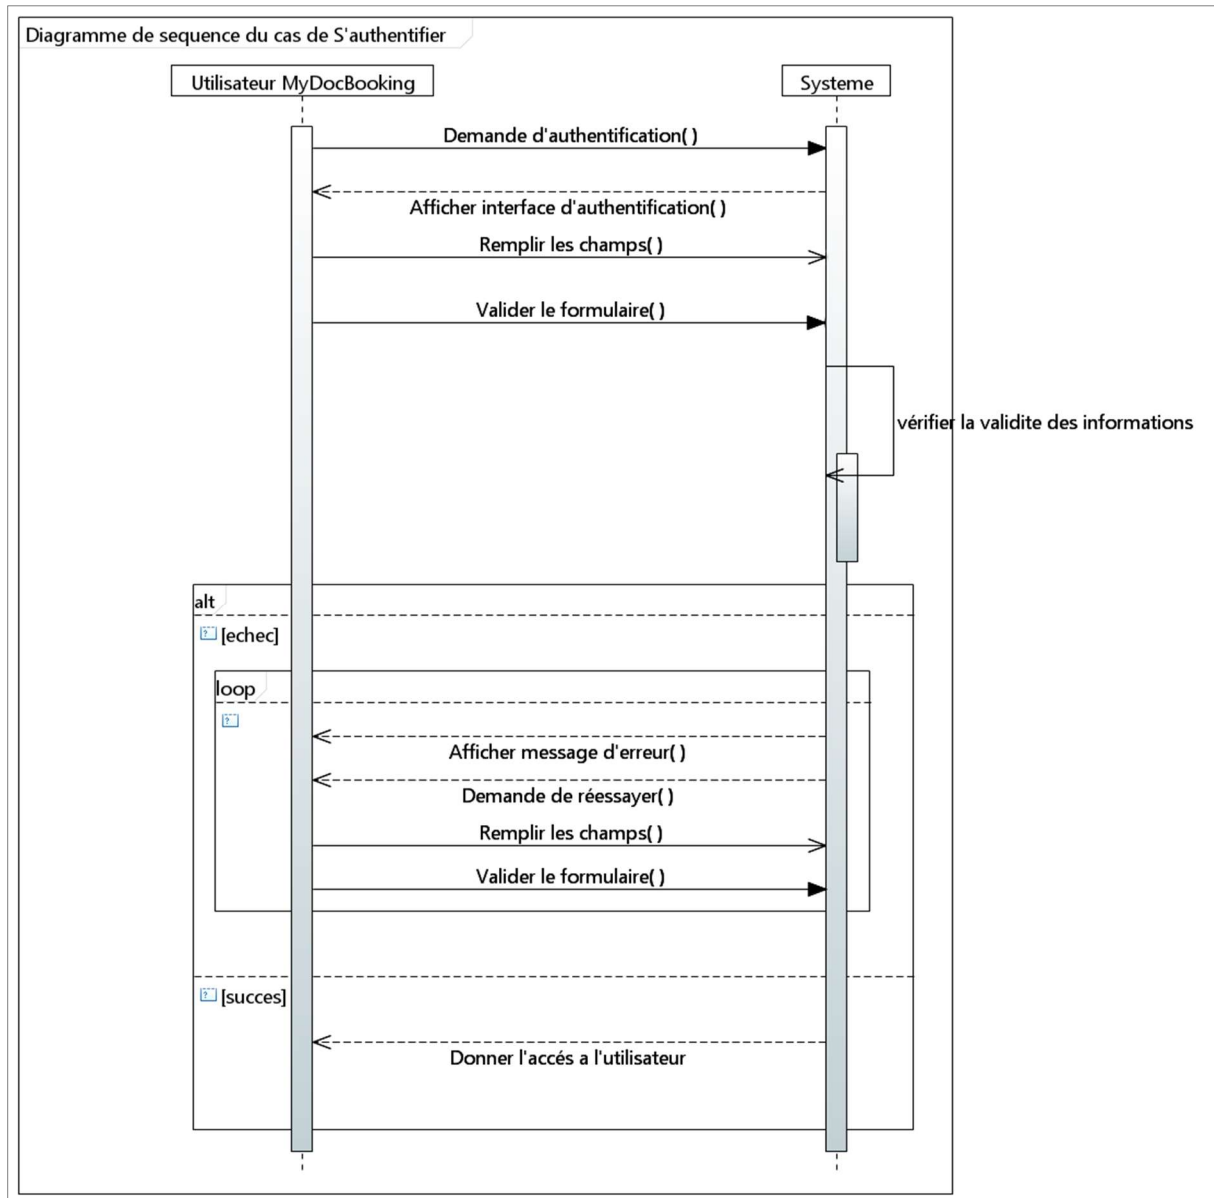 Diagramme de sequence du cas de S'authentifier
Utilisateur MyDocBooking
Systeme
Demande d'authentification( )
Afficher interface d'authentification( )
Remplir les champs( )
Valider le formulaire( )
vérifier la validite des informations
alt
[echec]
loop
Afficher message d'erreur( )
Demande de réessayer( )
Remplir les champs( )
Valider le formulaire( )
[succes]
Donner l'accés a l'utilisateur